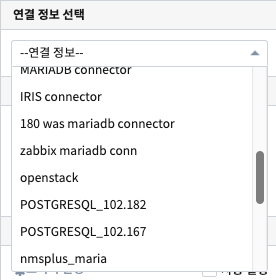 연결 정보 선택
--연결 정보--
MARIADB connector
IRIS connector
180 was mariadb connector
zabbix mariadb conn
openstack
POSTGRESQL_102.182
POSTGRESQL_102.167
nmsplus_maria